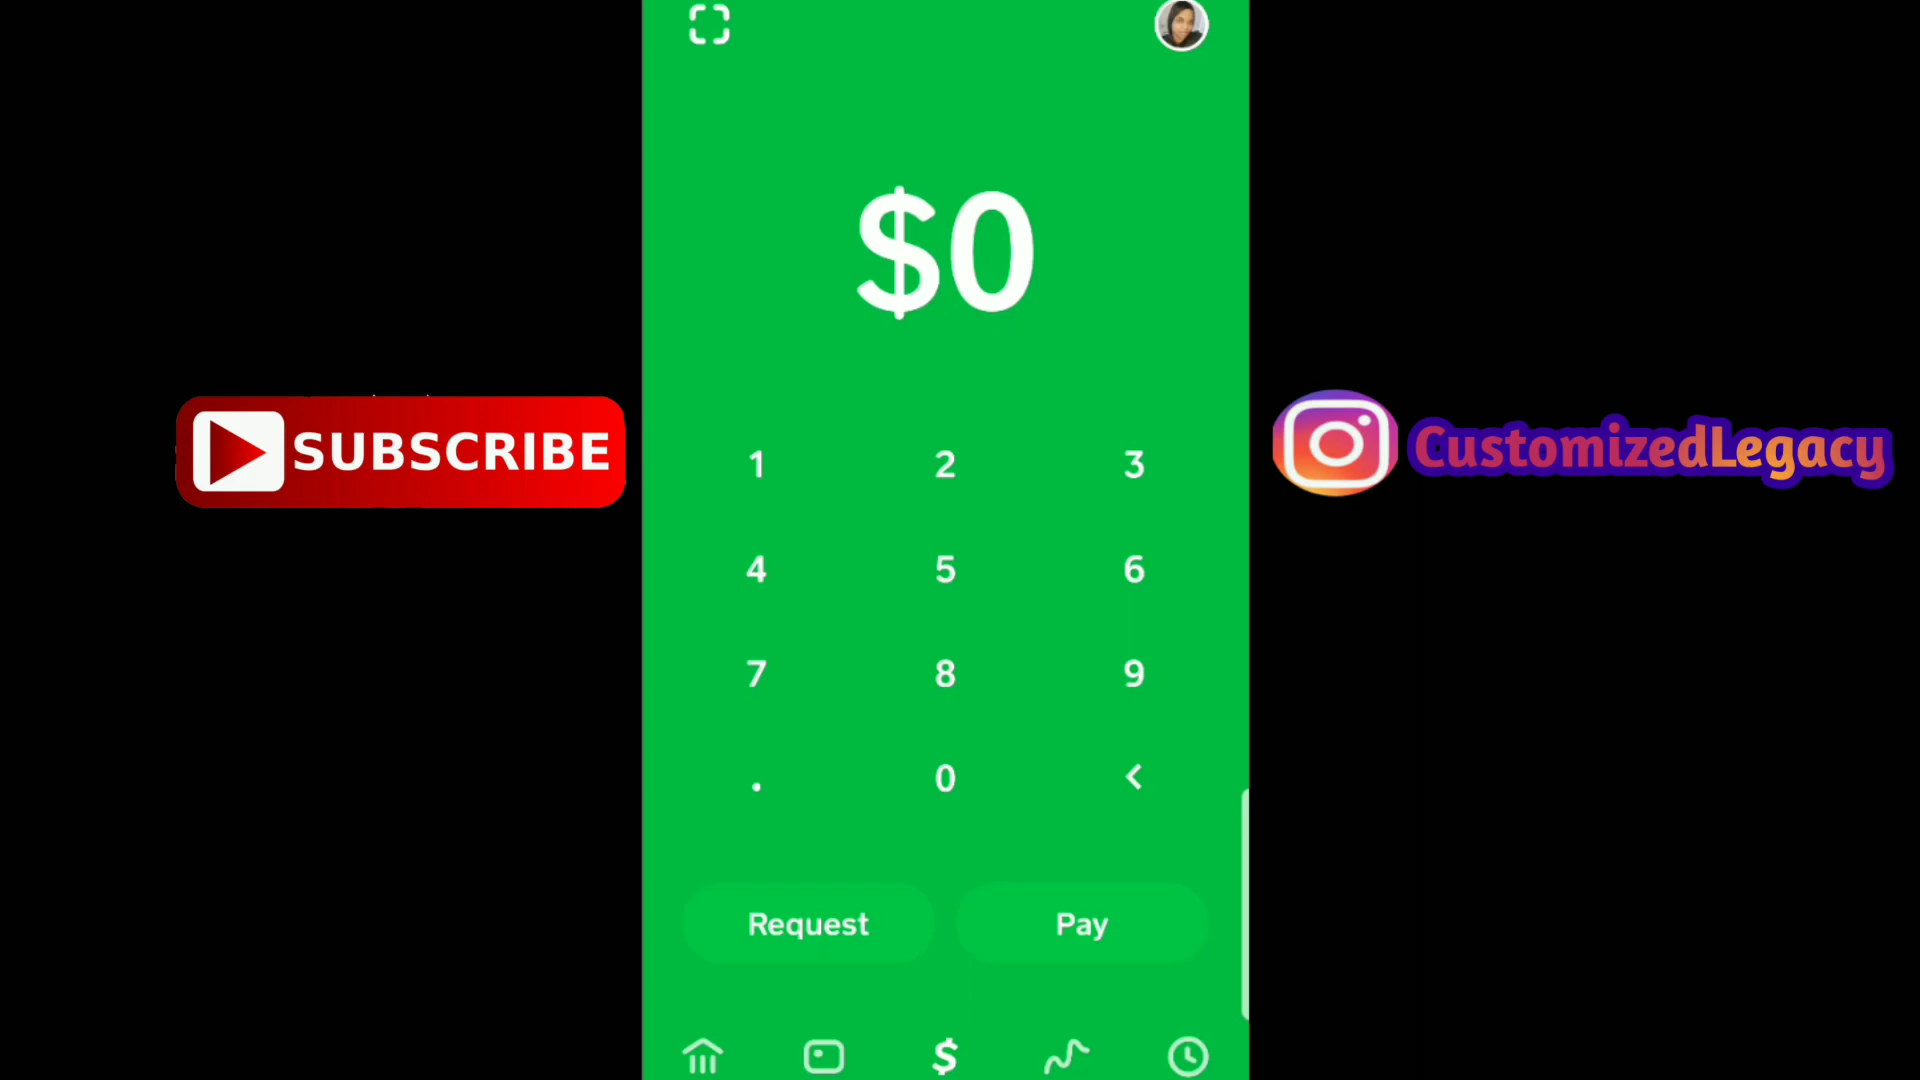 $0
SUBSCRIBE
CustomizedLegacy
1 2 3
4 5 6
7 8 9
. 0 <
Request Pay
$